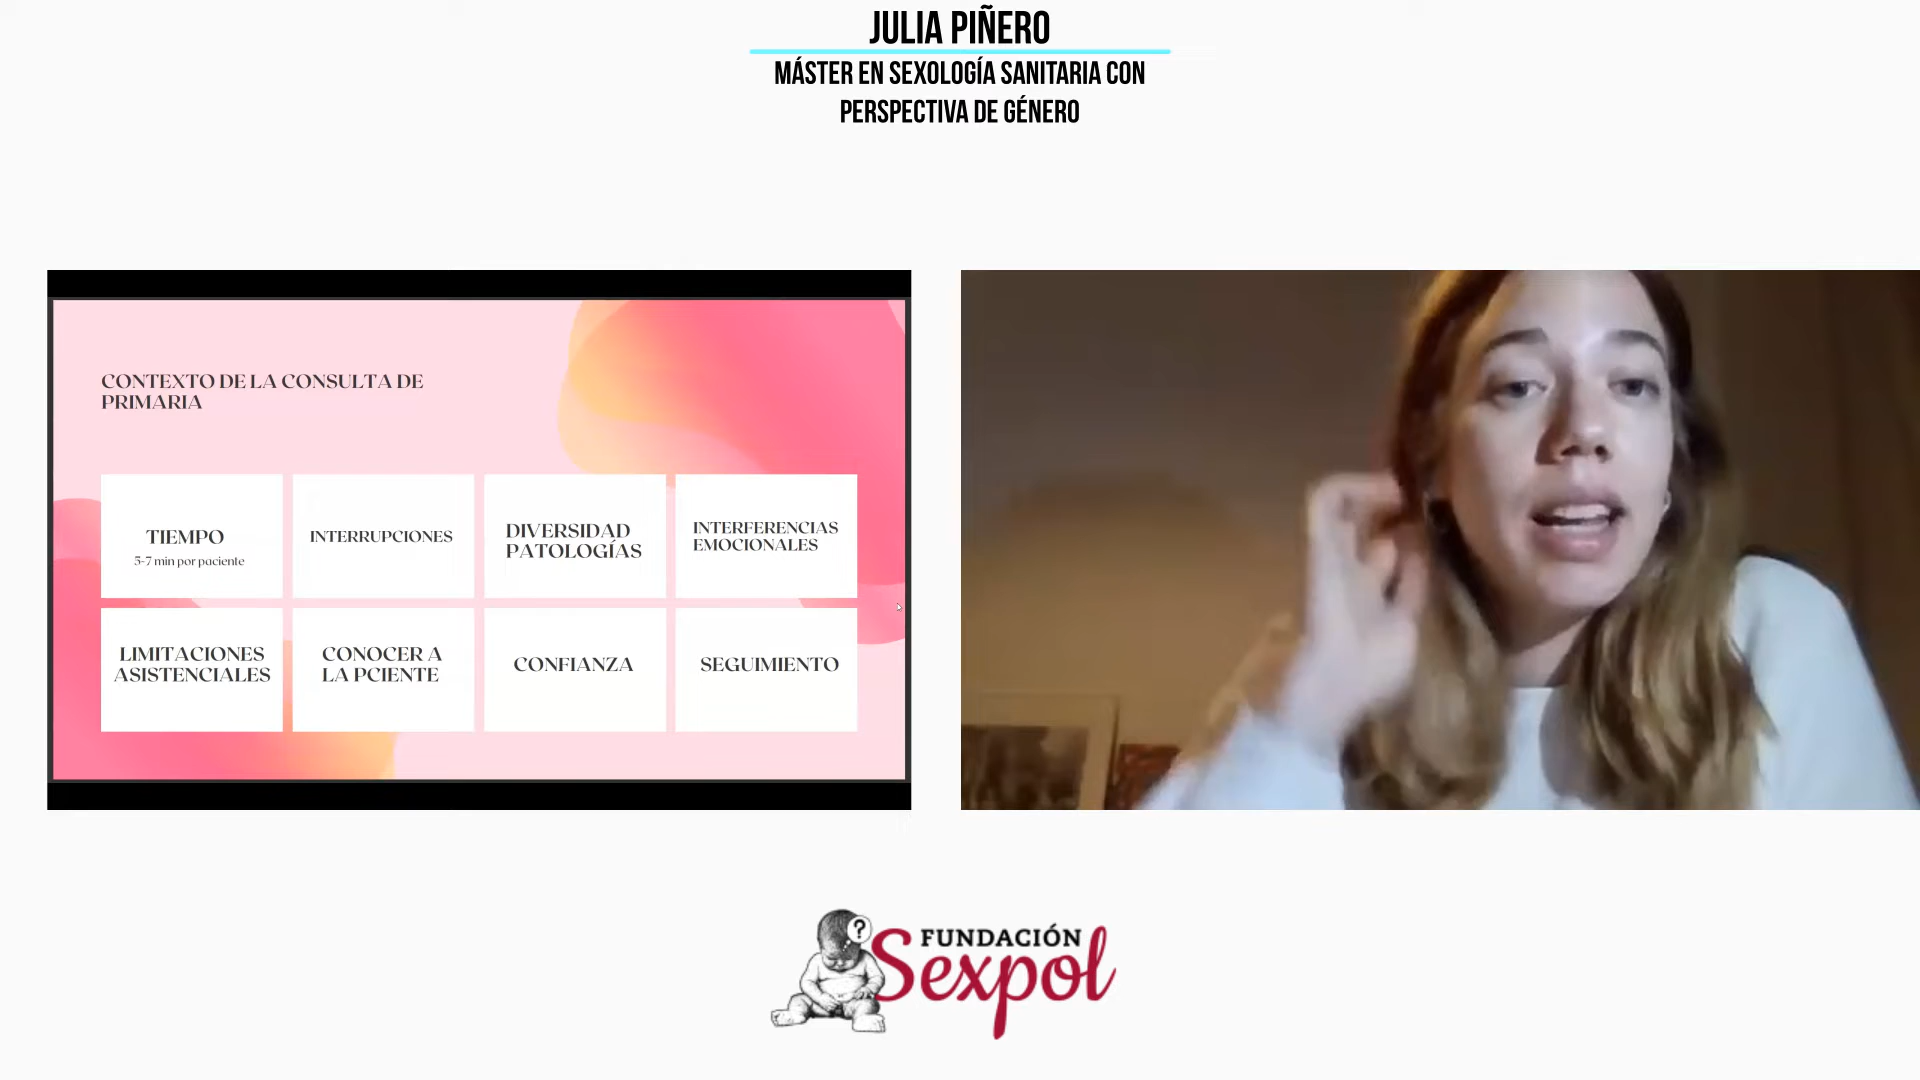 JULIA PIÑERO
MÁSTER EN SEXOLOGÍA SANITARIA CON
PERSPECTIVA DE GÉNERO
CONTEXTO DE LA CONSULTA DE
PRIMARIA
TIEMPO
5-7 min por paciente
INTERRUPCIONES
DIVERSIDAD
PATOLOGÍAS
INTERFERENCIAS
EMOCIONALES
LIMITACIONES
ASISTENCIALES
CONOCER A
LA PCIENTE
CONFIANZA
SEGUIMIENTO
?
FUNDACIÓN
Sexpol